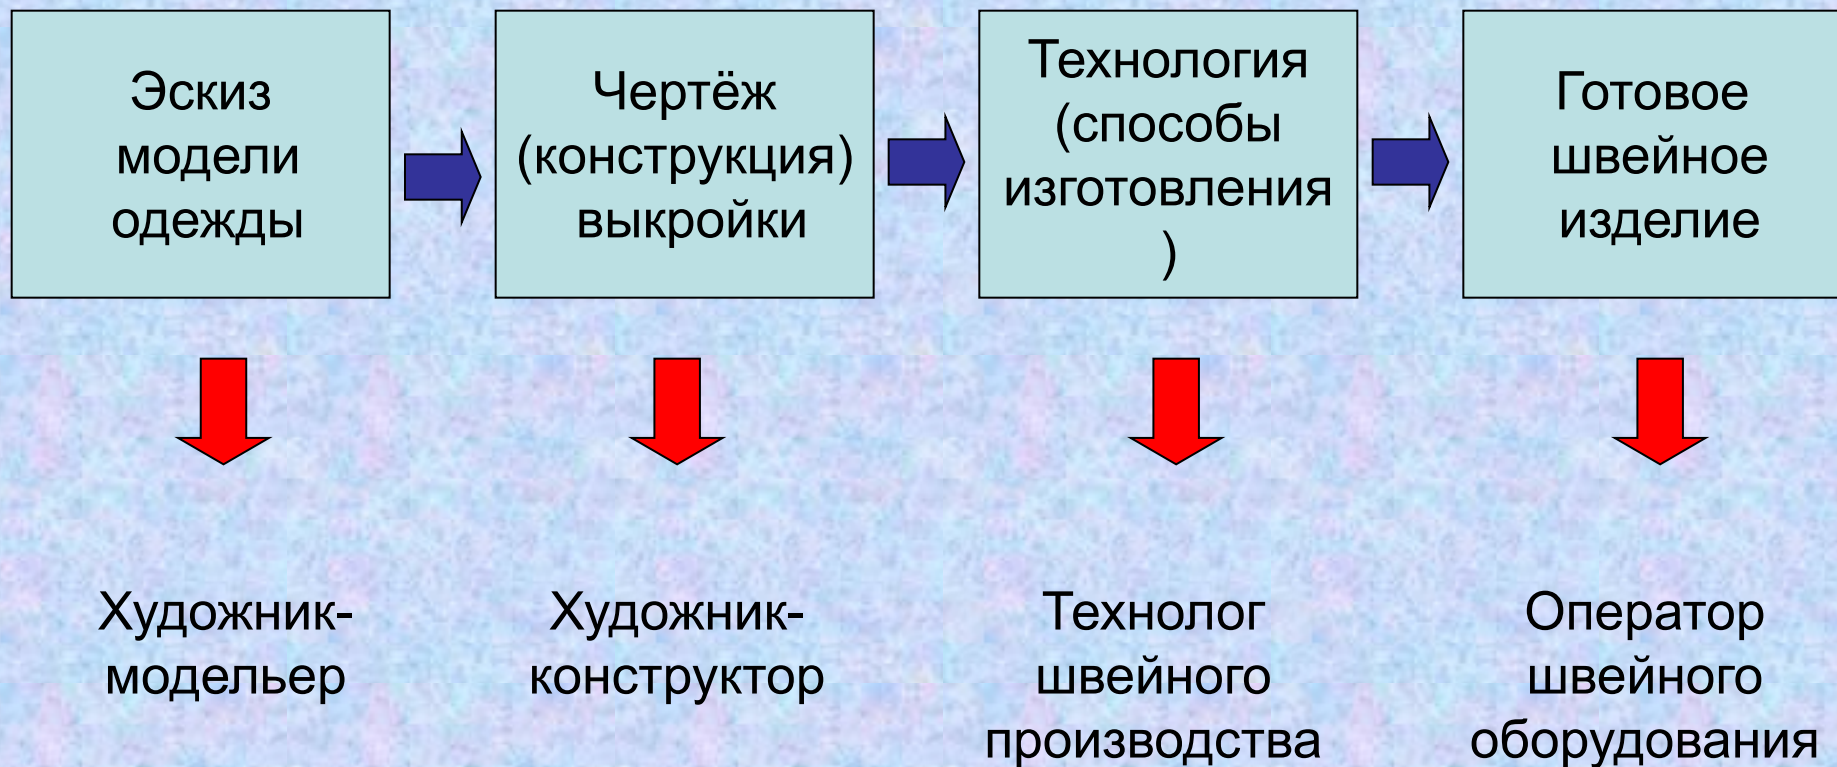 Эскиз
модели
одежды
Чертёж
(конструкция)
выкройки
Технология
(способы
изготовления
)
Готовое
швейное
изделие
Художник-
модельер
Художник-
конструктор
Технолог
швейного
производства
Оператор
швейного
оборудования